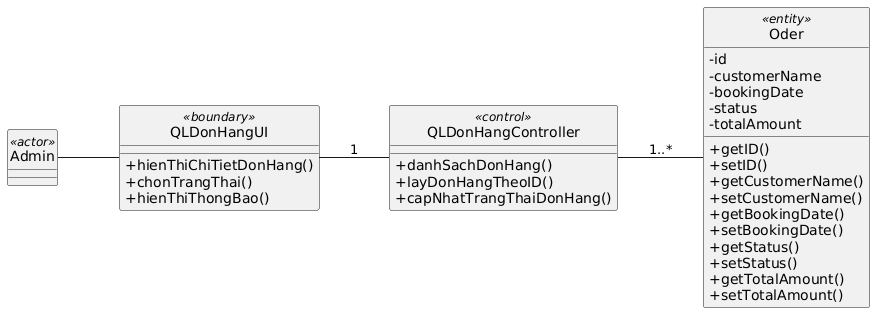 «actor»
Admin
«boundary»
QLDonHangUI
+hienThiChiTietDonHang()
+chonTrangThai()
+hienThiThongBao()
1
«control»
QLDonHangController
+danhSachDonHang()
+layDonHangTheoID()
+capNhatTrangThaiDonHang()
1..*
«entity»
Oder
-id
-customerName
-bookingDate
-status
-totalAmount
+getID()
+setID()
+getCustomerName()
+setCustomerName()
+getBookingDate()
+setBookingDate()
+getStatus()
+setStatus()
+getTotalAmount()
+setTotalAmount()